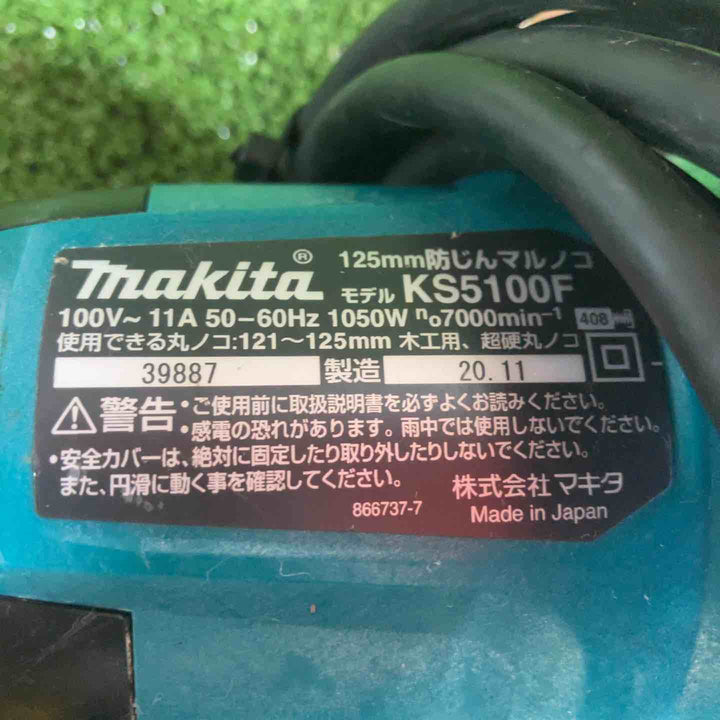 makita® 125mm防じんマルノコ
モデル KS5100F
100V～ 11A 50-60Hz 1050W n₀7000min⁻¹ 408
使用できる丸ノコ:121～125mm 木工用、超硬丸ノコ
39887 製造 20.11
⚠警告 •ご使用前に取扱説明書を必ずよくお読みください。
•感電の恐れがあります。雨中では使用しないでください。
•安全カバーは、絶対に固定したり取り外したりしないでください。
また、円滑に動く事を確認してください。
株式会社 マキタ
866737-7 Made in Japan